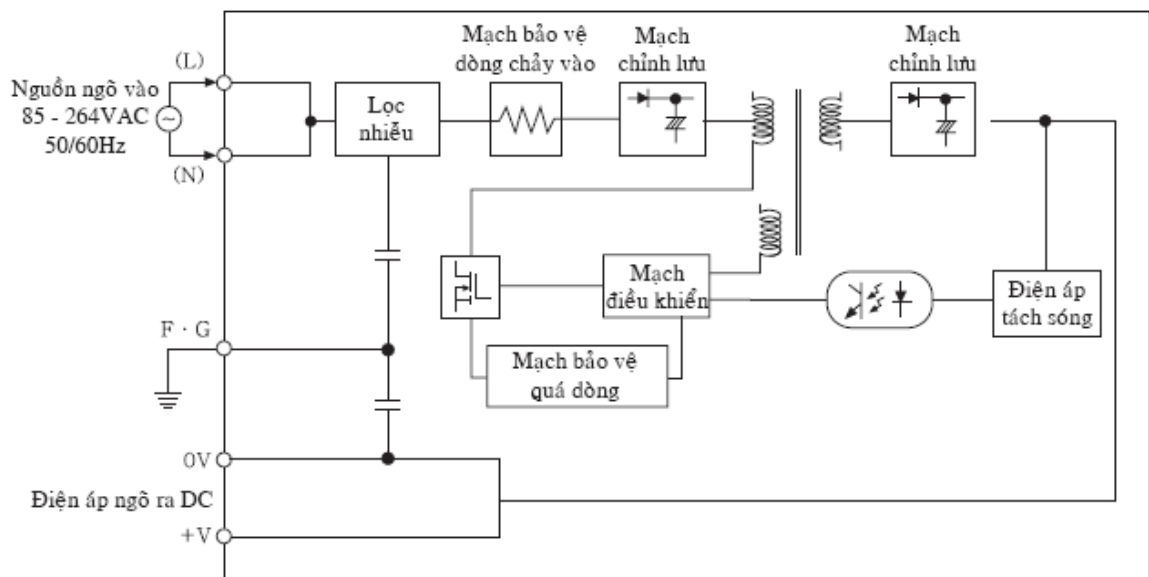 Mạch bảo vệ
dòng chảy vào
Mạch
chỉnh lưu
Mạch
chỉnh lưu
(L)
Nguồn ngõ vào
85 - 264VAC
50/60Hz
(N)
Lọc
nhiễu
Mạch
điều khiển
Điện áp
tách sóng
F · G
Mạch bảo vệ
quá dòng
0V
Điện áp ngõ ra DC
+V